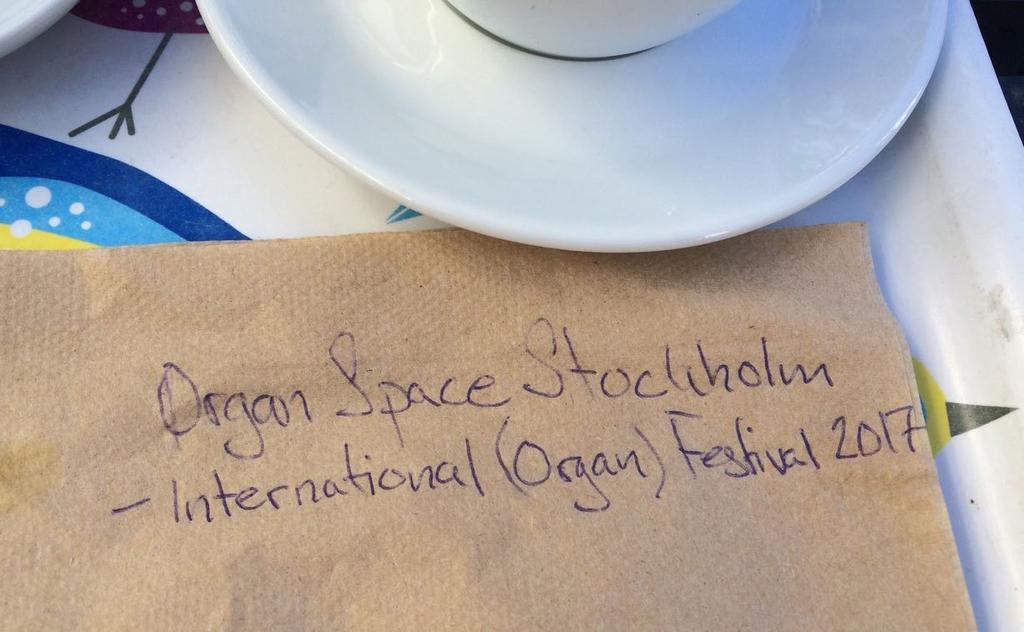 Organ Space Stockholm
- International (Organ) Festival 2017